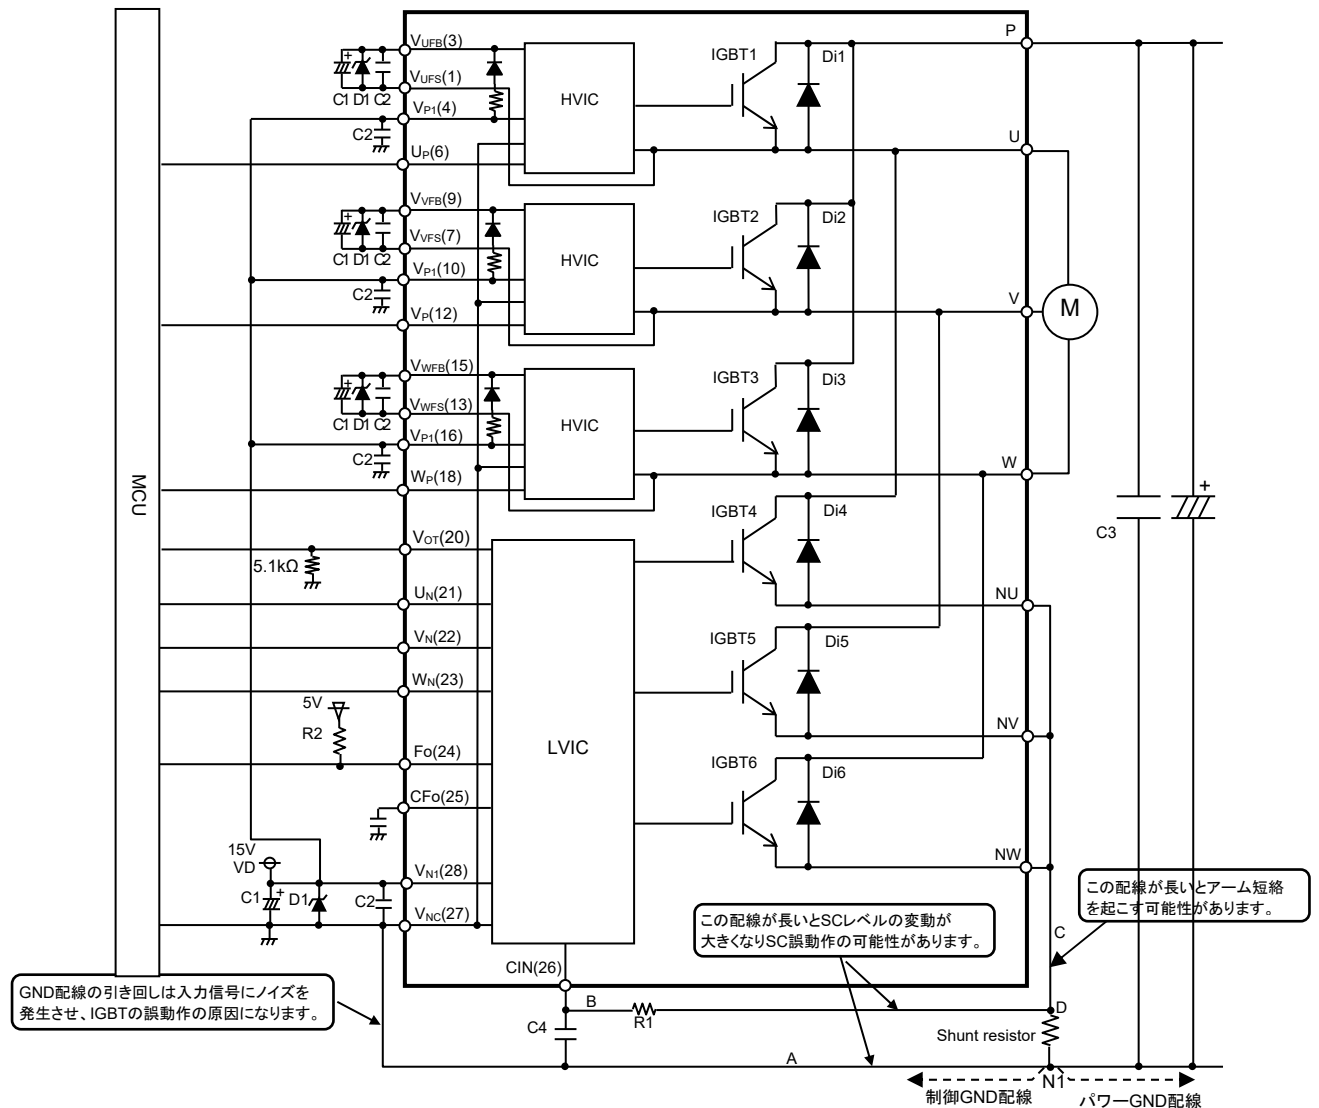 P
VUFB(3)
IGBT1
Di1
VUFS(1)
+
C1 D1 C2
HVIC
VP1(4)
C2
U
UP(6)
VVFB(9)
IGBT2
Di2
VVFS(7)
+
C1 D1 C2
HVIC
VP1(10)
C2
V
M
VP(12)
VWFB(15)
IGBT3
Di3
VWFS(13)
+
C1 D1 C2
HVIC
VP1(16)
C2
W
WP(18)
MCU
+
C3
IGBT4
Di4
VOT(20)
5.1kΩ
UN(21)
NU
VN(22)
IGBT5
Di5
WN(23)
5V
R2
NV
LVIC
Fo(24)
IGBT6
Di6
CFo(25)
15V
VD
NW
VN1(28)
C1
+
D1
C2
VNC(27)
この配線が長いとアーム短絡
を起こす可能性があります。
この配線が長いとSCレベルの変動が
大きくなりSC誤動作の可能性があります。
C
CIN(26)
GND配線の引き回しは入力信号にノイズを
発生させ、IGBTの誤動作の原因になります。
B
R1
D
C4
Shunt resistor
A
N1
制御GND配線
パワーGND配線